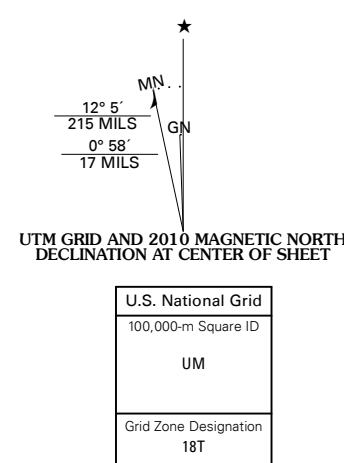 MN
12° 5´
215 MILS
GN
0° 58´
17 MILS
UTM GRID AND 2010 MAGNETIC NORTH
DECLINATION AT CENTER OF SHEET
U.S. National Grid
100,000-m Square ID
UM
Grid Zone Designation
18T